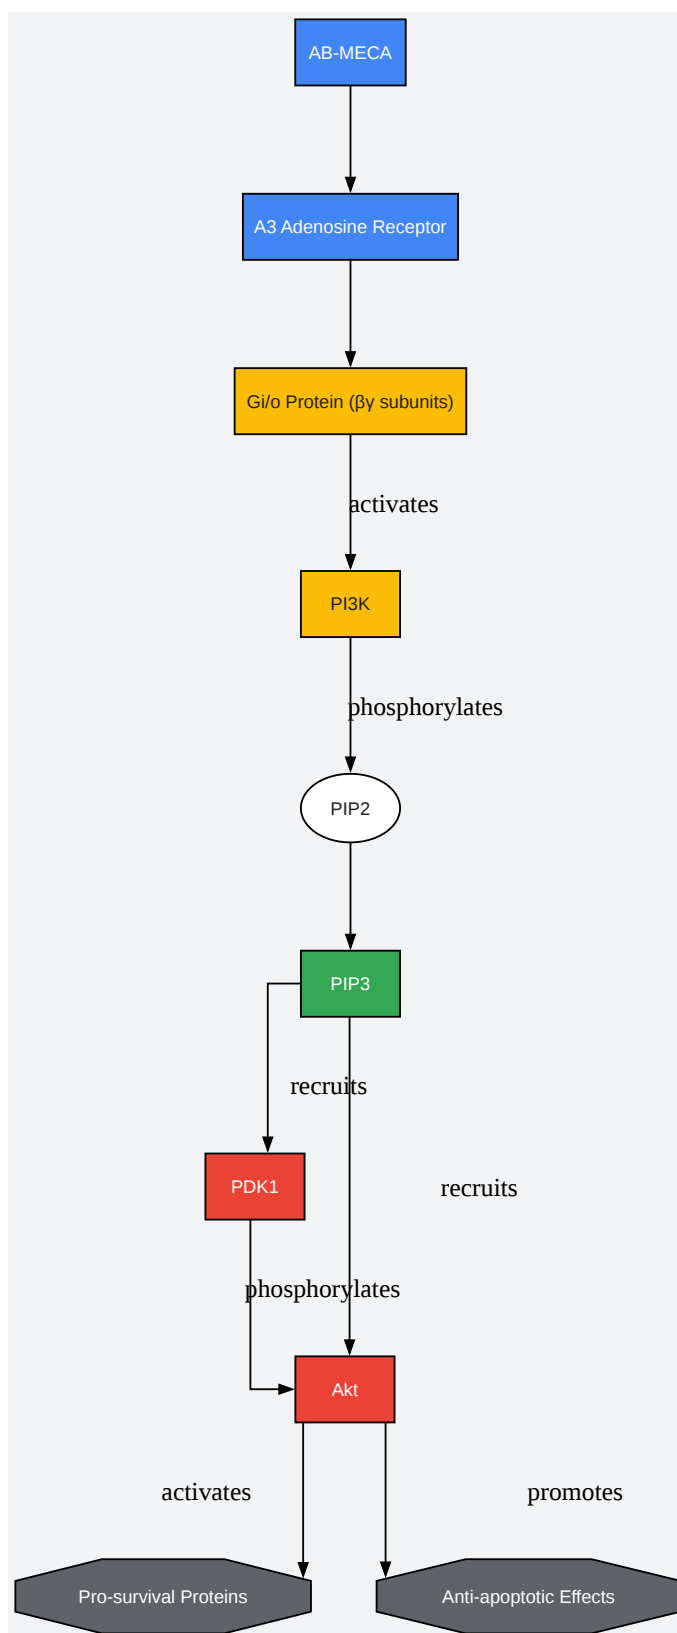 AB-MECA
A3 Adenosine Receptor
Gi/o Protein (βγ subunits)
activates
PI3K
phosphorylates
PIP2
PIP3
recruits
PDK1
recruits
phosphorylates
Akt
activates
promotes
Pro-survival Proteins
Anti-apoptotic Effects